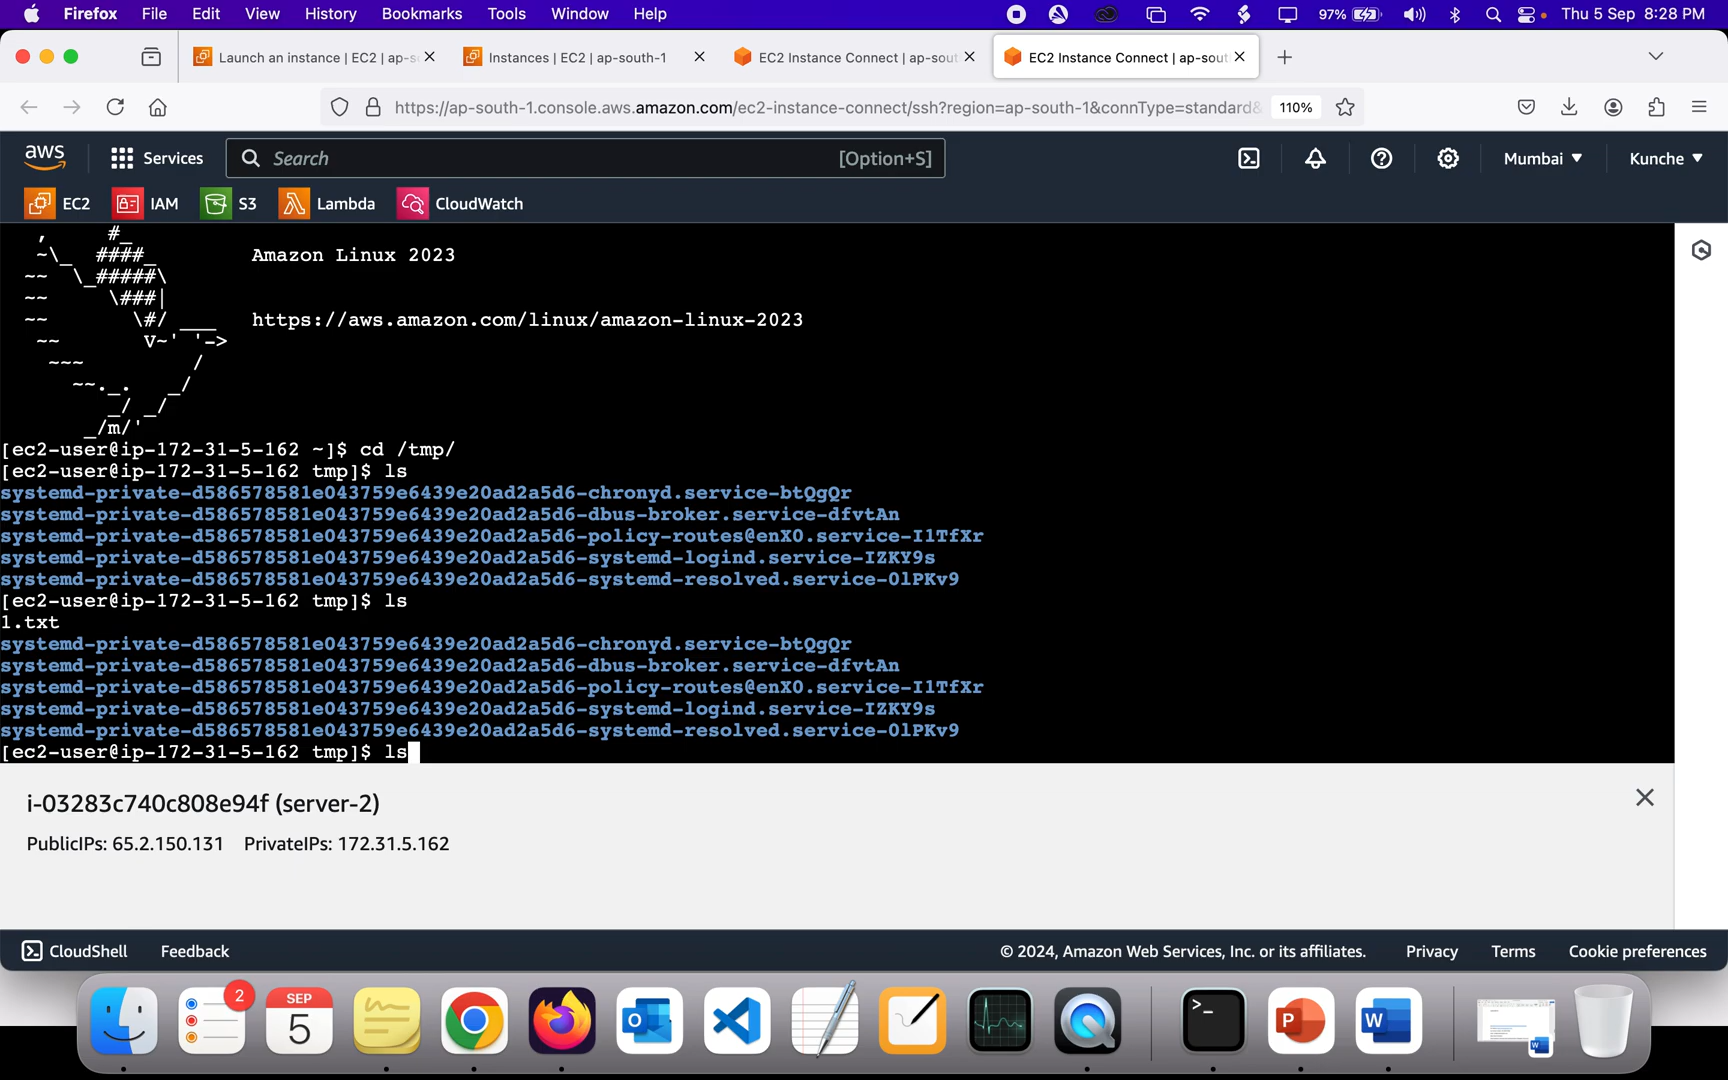 Firefox File Edit View History Bookmarks Tools Window Help 97% Thu 5 Sep 8:28 PM
Launch an instance | EC2 | ap-s Instances | EC2 | ap-south-1 EC2 Instance Connect | ap-sout EC2 Instance Connect | ap-sout
https://ap-south-1.console.aws.amazon.com/ec2-instance-connect/ssh?region=ap-south-1&connType=standard& 110%
aws Services Search [Option+S] Mumbai Kunche
EC2 IAM S3 Lambda CloudWatch
,     #_
~\_  ####_        Amazon Linux 2023
~~  \_#####\
~~     \###|
~~       \#/ ___   https://aws.amazon.com/linux/amazon-linux-2023
~~       V~' '->
~~~         /
~~._.   _/
_/ _/
_/m/'
[ec2-user@ip-172-31-5-162 ~]$ cd /tmp/
[ec2-user@ip-172-31-5-162 tmp]$ ls
systemd-private-d586578581e043759e6439e20ad2a5d6-chronyd.service-btQgQr
systemd-private-d586578581e043759e6439e20ad2a5d6-dbus-broker.service-dfvtAn
systemd-private-d586578581e043759e6439e20ad2a5d6-policy-routes@enX0.service-I1TfXr
systemd-private-d586578581e043759e6439e20ad2a5d6-systemd-logind.service-IZKY9s
systemd-private-d586578581e043759e6439e20ad2a5d6-systemd-resolved.service-0lPKv9
[ec2-user@ip-172-31-5-162 tmp]$ ls
1.txt
systemd-private-d586578581e043759e6439e20ad2a5d6-chronyd.service-btQgQr
systemd-private-d586578581e043759e6439e20ad2a5d6-dbus-broker.service-dfvtAn
systemd-private-d586578581e043759e6439e20ad2a5d6-policy-routes@enX0.service-I1TfXr
systemd-private-d586578581e043759e6439e20ad2a5d6-systemd-logind.service-IZKY9s
systemd-private-d586578581e043759e6439e20ad2a5d6-systemd-resolved.service-0lPKv9
[ec2-user@ip-172-31-5-162 tmp]$ ls
i-03283c740c808e94f (server-2)
PublicIPs: 65.2.150.131 PrivateIPs: 172.31.5.162
CloudShell Feedback © 2024, Amazon Web Services, Inc. or its affiliates. Privacy Terms Cookie preferences
2 SEP
5